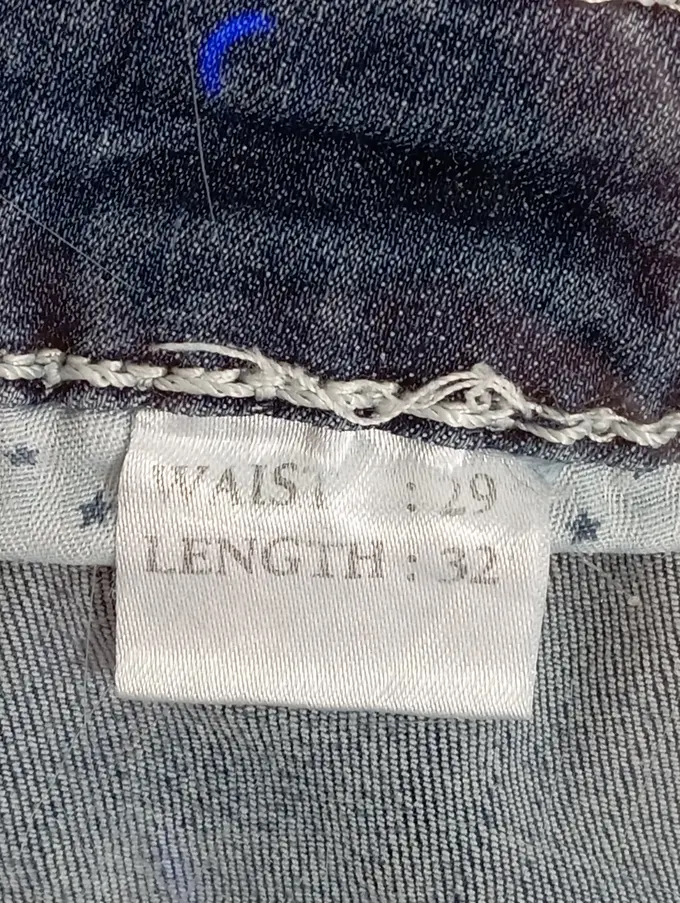 WAIST : 29
LENGTH : 32